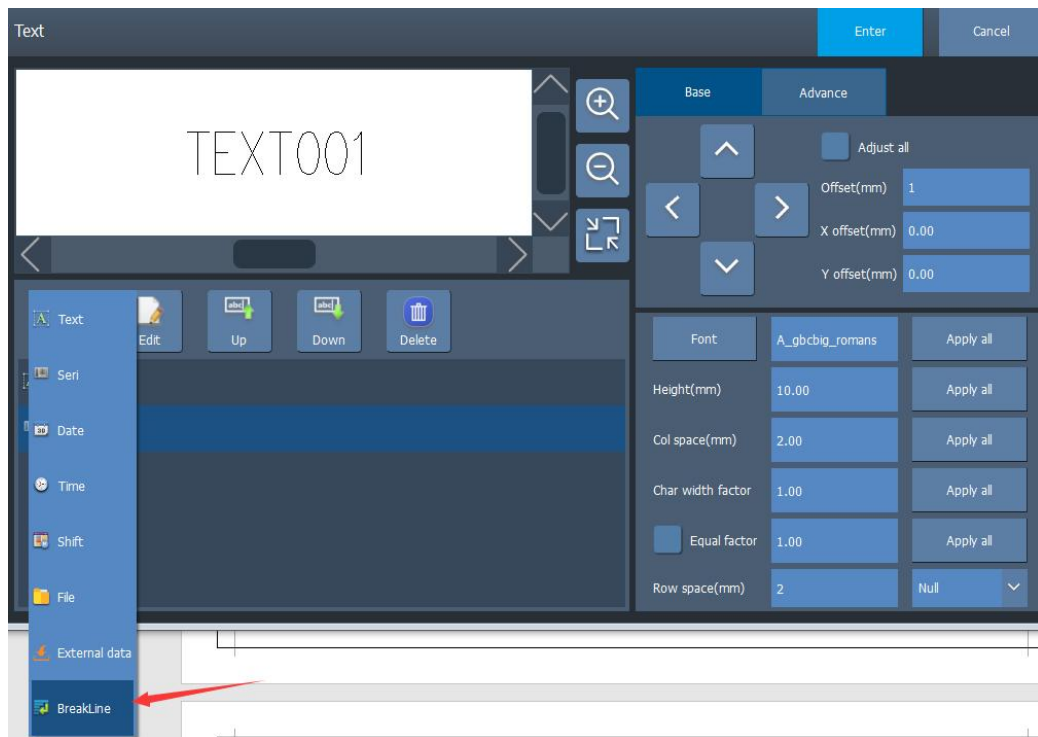 Text
Enter
Cancel
TEXT001
Base
Advance
Adjust all
Offset(mm) 1
X offset(mm) 0.00
Y offset(mm) 0.00
Text
Edit
abc
Up
abc
Down
Delete
Seri
Date
Time
Shift
File
External data
BreakLine
Font A_gbcbig_romans Apply all
Height(mm) 10.00 Apply all
Col space(mm) 2.00 Apply all
Char width factor 1.00 Apply all
Equal factor 1.00 Apply all
Row space(mm) 2 Null